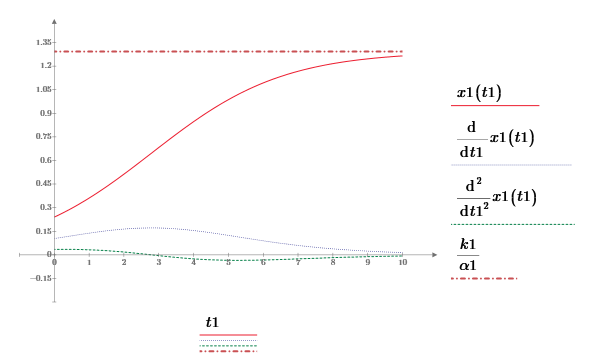 1.35
1.2
1.05
0.9
0.75
0.6
0.45
0.3
0.15
0
-0.15
0 1 2 3 4 5 6 7 8 9 10
x1(t1)
d/dt1 x1(t1)
d²/dt1² x1(t1)
k1/α1
t1